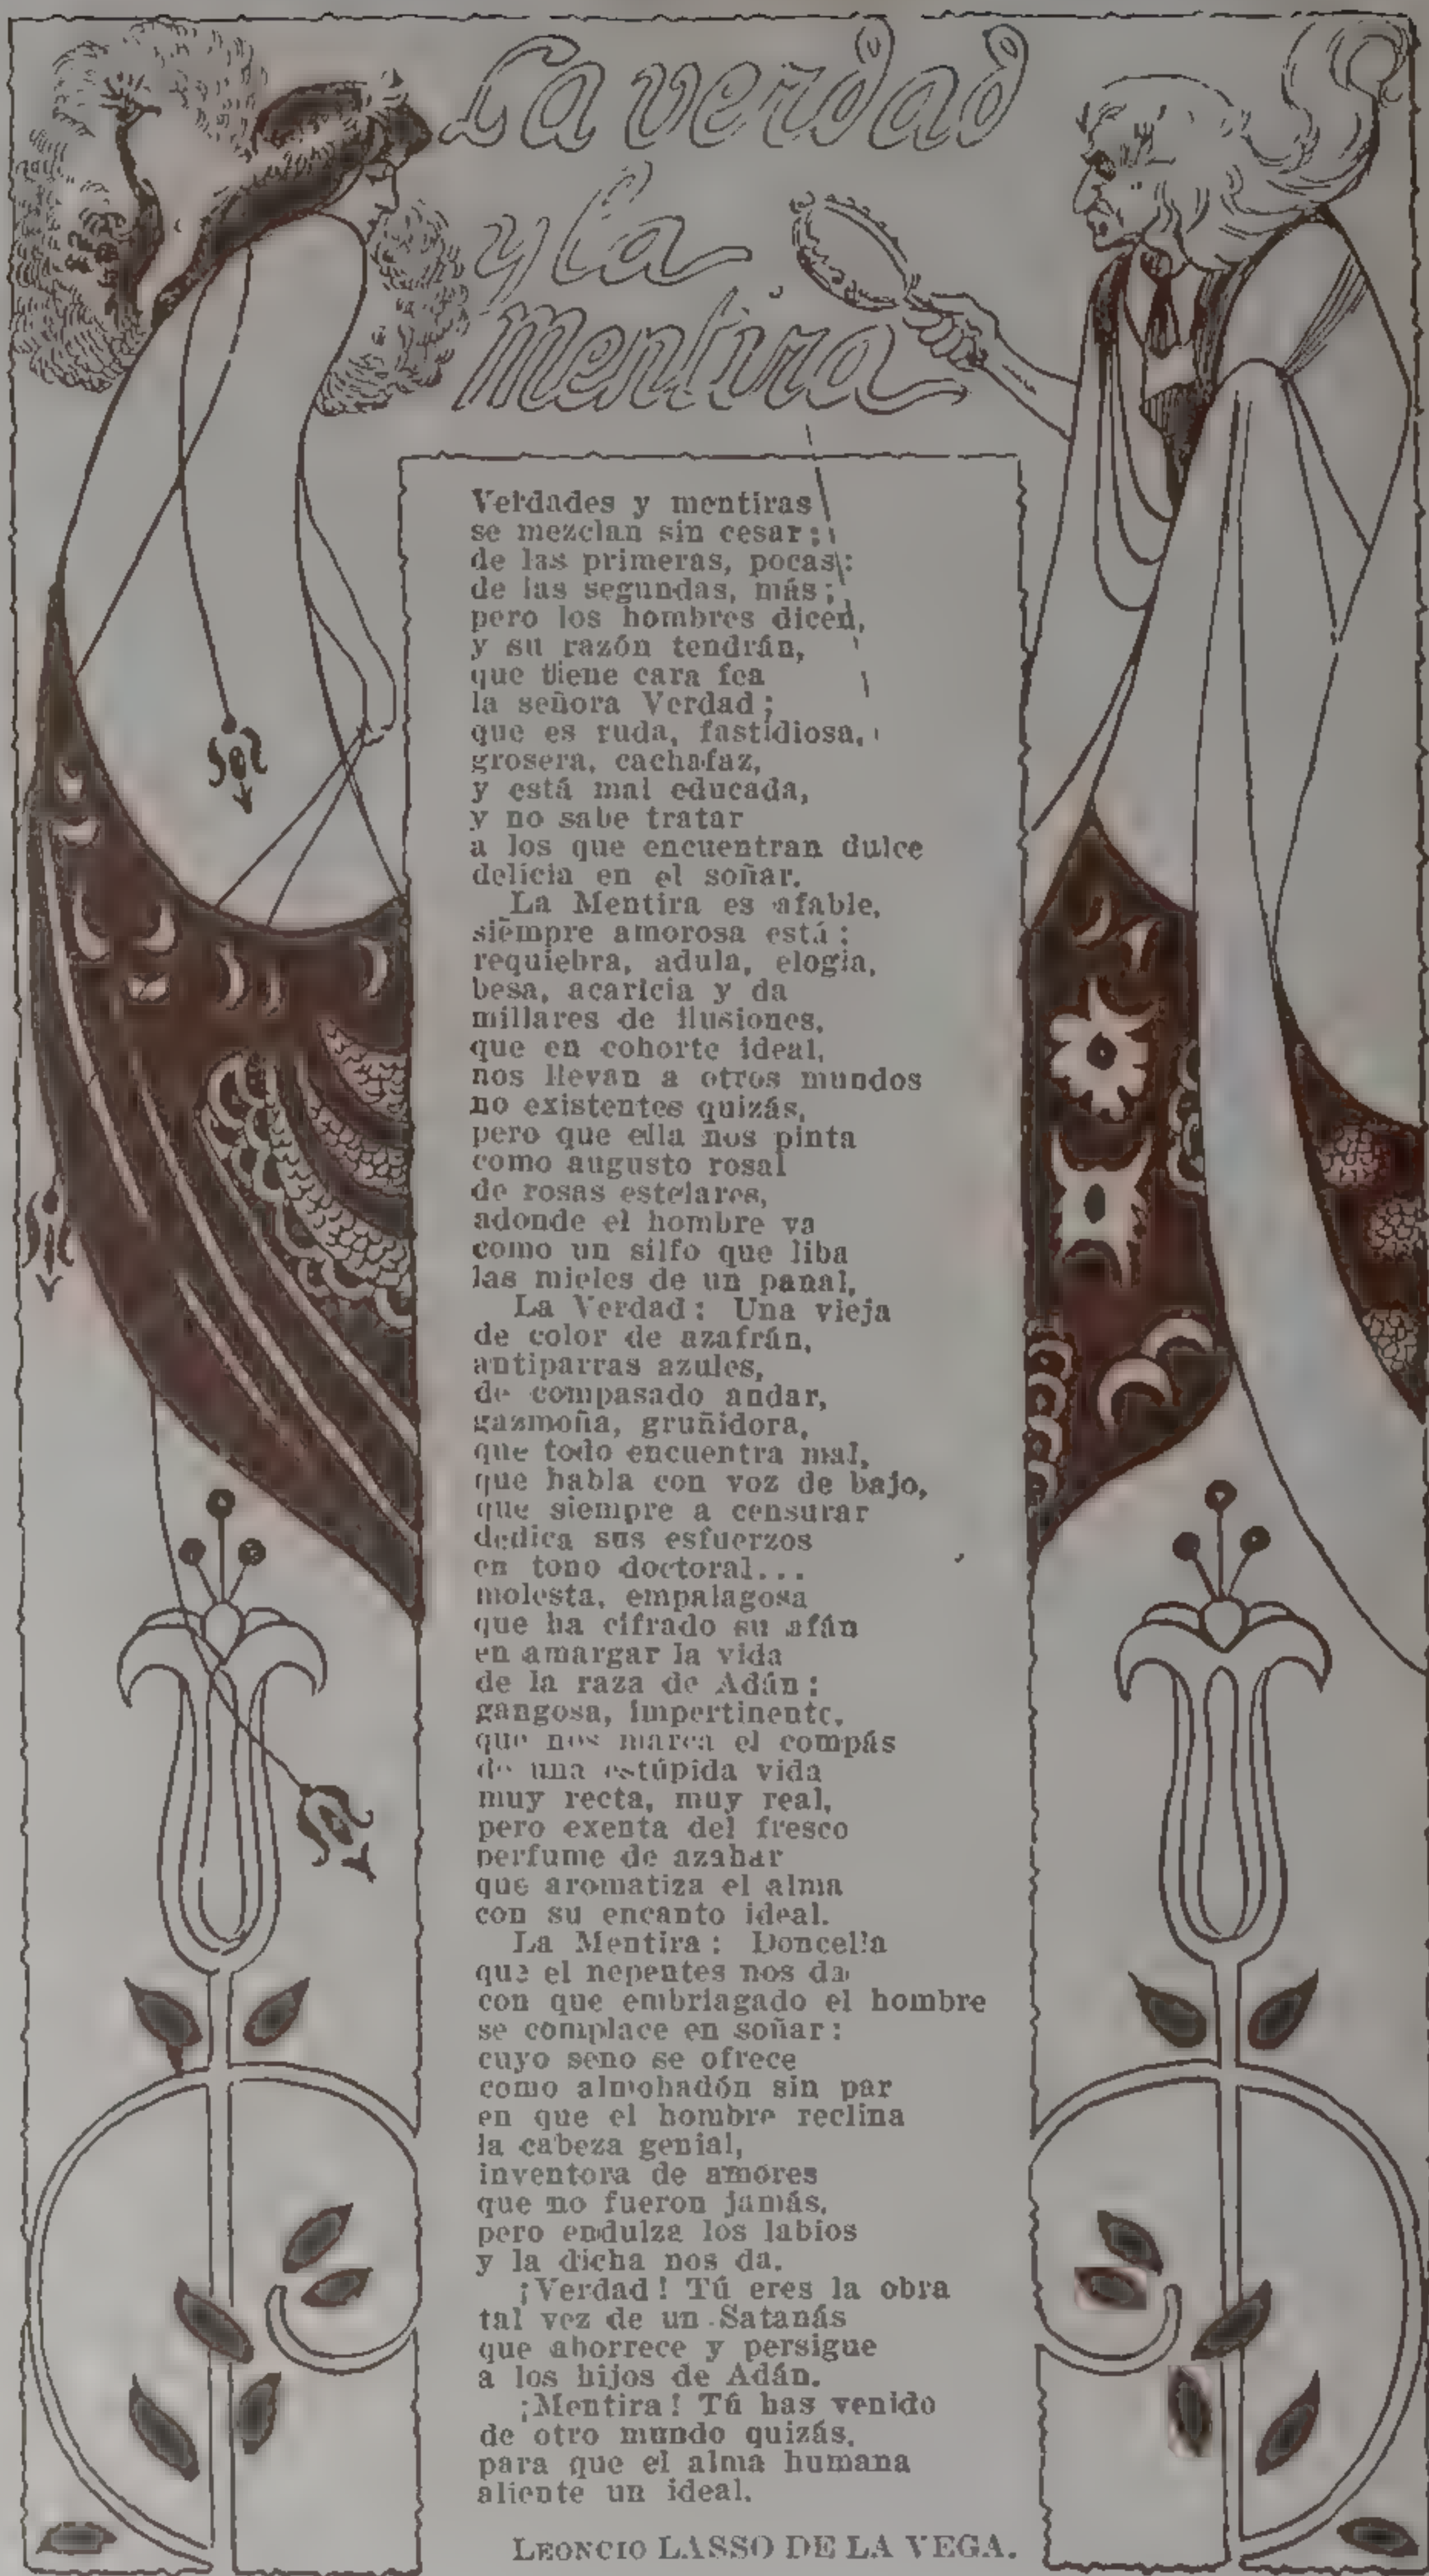 La verdad
y la
mentira
Verdades y mentiras
se mezclan sin cesar;
de las primeras, pocas;
de las segundas, más;
pero los hombres dicen,
y su razón tendrán,
que tiene cara fea
la señora Verdad;
que es ruda, fastidiosa,
grosera, cachafaz,
y está mal educada,
y no sabe tratar
a los que encuentran dulce
delicia en el soñar.
La Mentira es afable,
siempre amorosa está;
requiebra, adula, elogia,
besa, acaricia y da
millares de ilusiones,
que en cohorte ideal,
nos llevan a otros mundos
no existentes quizás,
pero que ella nos pinta
como augusto rosal
de rosas estelares,
adonde el hombre va
como un silfo que liba
las mieles de un panal.
La Verdad: Una vieja
de color de azafrán,
antiparras azules,
de compasado andar,
gazmoña, gruñidora,
que todo encuentra mal,
que habla con voz de bajo,
que siempre a censurar
dedica sus esfuerzos
en tono doctoral...
molesta, empalagosa
que ha cifrado su afán
en amargar la vida
de la raza de Adán;
gangosa, impertinente,
que nos marca el compás
de una estúpida vida
muy recta, muy real,
pero exenta del fresco
perfume de azahar
que aromatiza el alma
con su encanto ideal.
La Mentira: Doncella
que el nepentes nos da
con que embriagado el hombre
se complace en soñar:
cuyo seno se ofrece
como almohadón sin par
en que el hombre reclina
la cabeza genial,
inventora de amores
que no fueron jamás,
pero endulza los labios
y la dicha nos da.
¡Verdad! Tú eres la obra
tal vez de un Satanás
que aborrece y persigue
a los hijos de Adán.
¡Mentira! Tú has venido
de otro mundo quizás,
para que el alma humana
aliente un ideal.
LEONCIO LASSO DE LA VEGA.